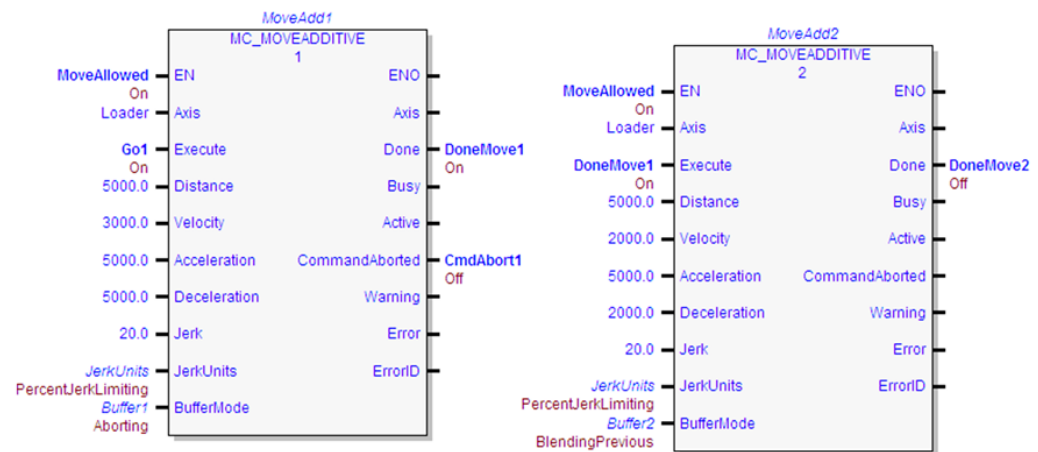 MoveAdd1
MC_MOVEADDITIVE
1
MoveAllowed EN ENO
On
Loader Axis Axis
Go1 Execute Done DoneMove1
On On
5000.0 Distance Busy
3000.0 Velocity Active
5000.0 Acceleration CommandAborted CmdAbort1
Off
5000.0 Deceleration Warning
20.0 Jerk Error
JerkUnits JerkUnits ErrorID
PercentJerkLimiting
Buffer1 BufferMode
Aborting
MoveAdd2
MC_MOVEADDITIVE
2
MoveAllowed EN ENO
On
Loader Axis Axis
DoneMove1 Execute Done DoneMove2
On Off
5000.0 Distance Busy
2000.0 Velocity Active
5000.0 Acceleration CommandAborted
2000.0 Deceleration Warning
20.0 Jerk Error
JerkUnits JerkUnits ErrorID
PercentJerkLimiting
Buffer2 BufferMode
BlendingPrevious